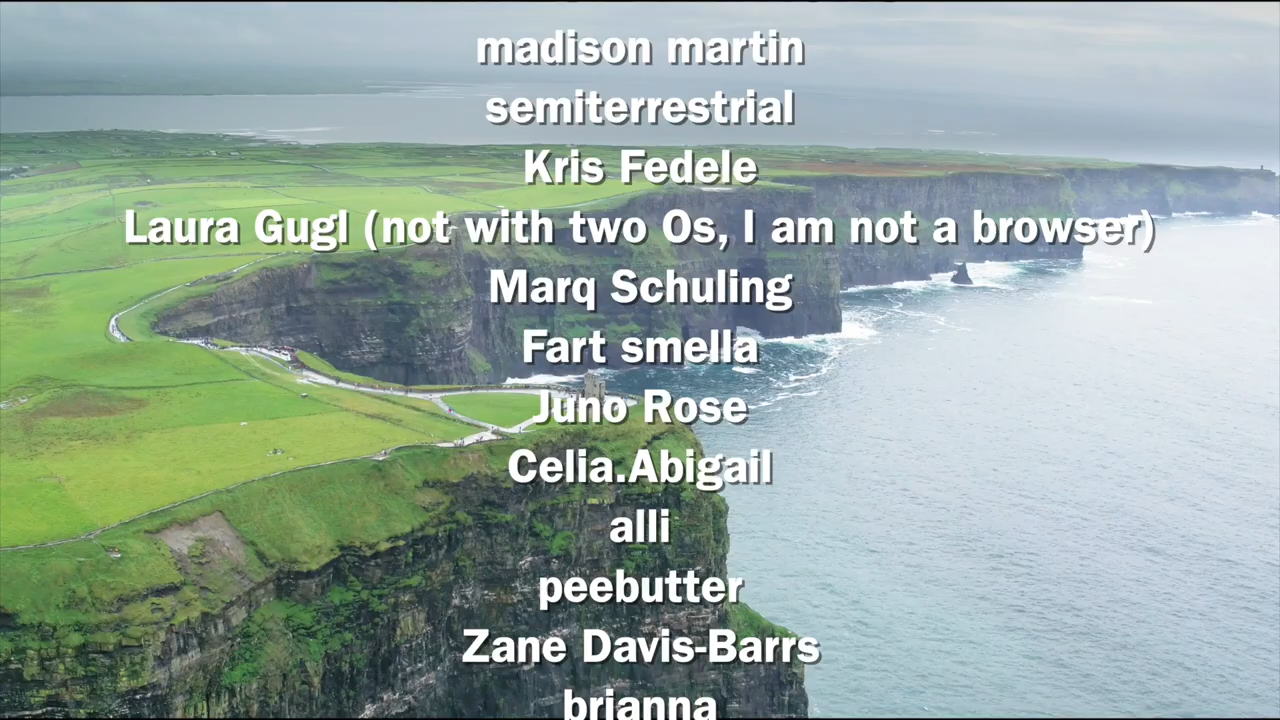 madison martin
semiterrestrial
Kris Fedele
Laura Gugl (not with two Os, I am not a browser)
Marq Schuling
Fart smella
Juno Rose
Celia.Abigail
alli
peebutter
Zane Davis-Barrs
brianna